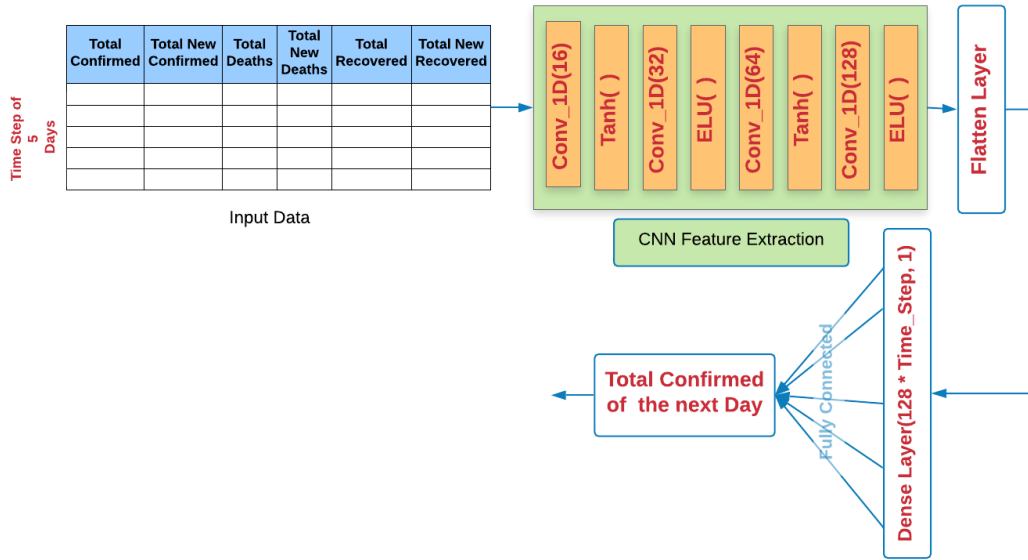 Total Confirmed
Total New Confirmed
Total Deaths
Total New Deaths
Total Recovered
Total New Recovered
Time Step of
5
Days
Input Data
Conv_1D(16)
Tanh( )
Conv_1D(32)
ELU( )
Conv_1D(64)
Tanh( )
Conv_1D(128)
ELU( )
CNN Feature Extraction
Flatten Layer
Dense Layer(128 * Time_Step, 1)
Fully Connected
Total Confirmed
of the next Day